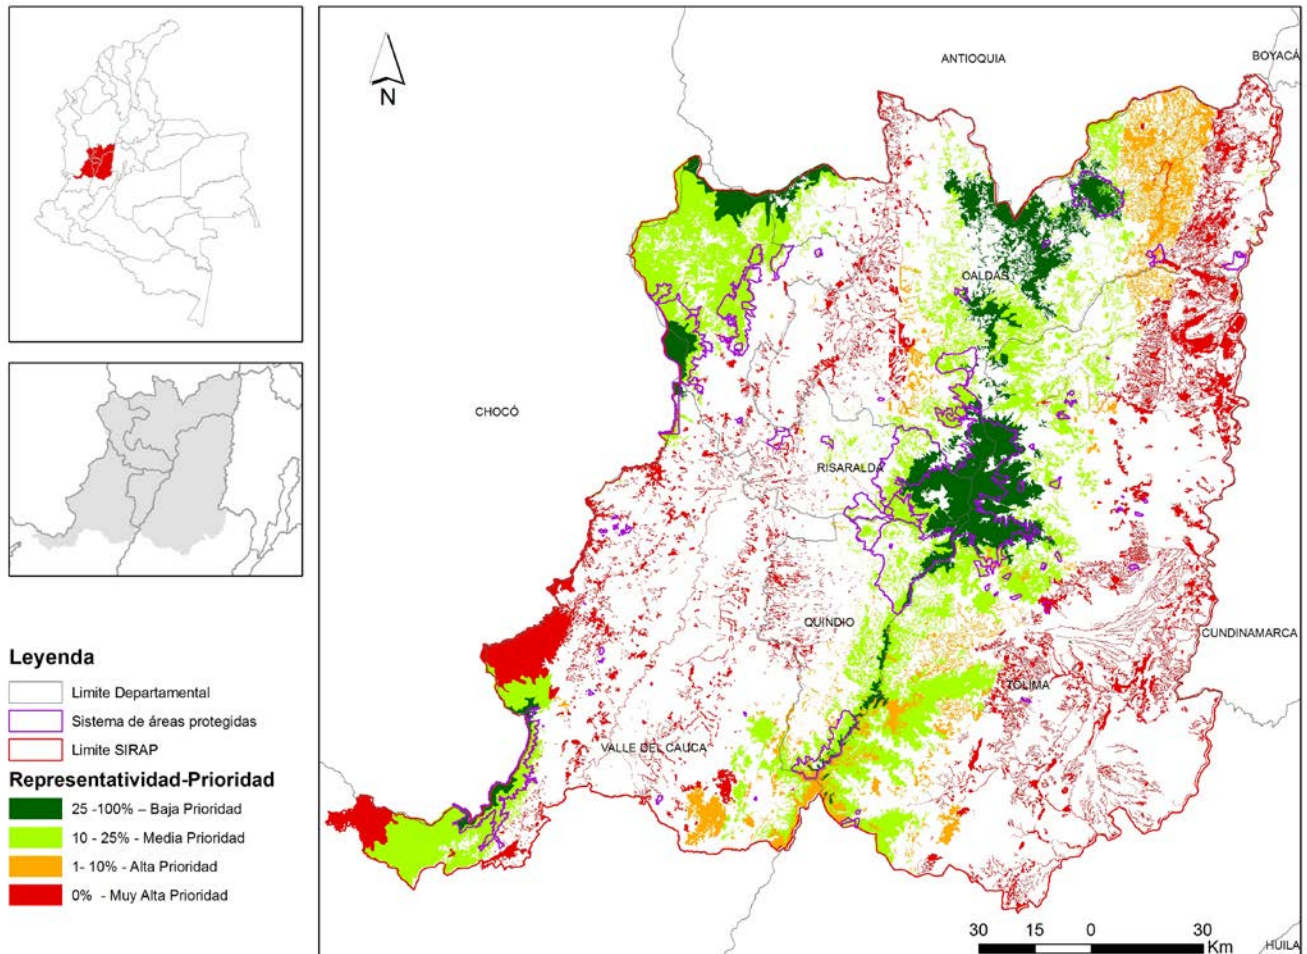 N
ANTIOQUIA
BOYACÁ
CALDAS
CHOCÓ
RISARALDA
QUINDIO
CUNDINAMARCA
TOLIMA
VALLE DEL CAUCA
HUILA
30 15 0 30
Km
Leyenda
Limite Departamental
Sistema de áreas protegidas
Limite SIRAP
Representatividad-Prioridad
25 -100% – Baja Prioridad
10 - 25% - Media Prioridad
1- 10% - Alta Prioridad
0% - Muy Alta Prioridad